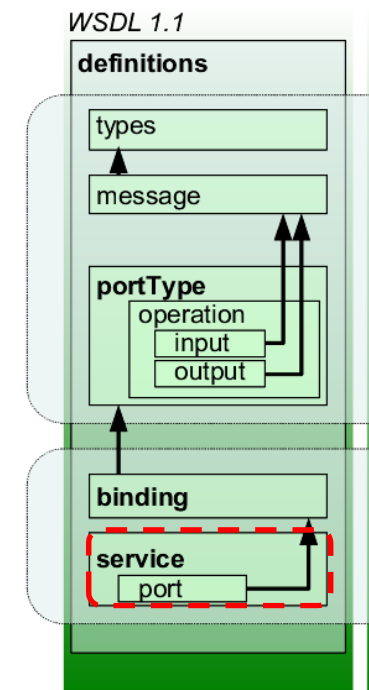 WSDL 1.1
definitions
types
message
portType
operation
input
output
binding
service
port